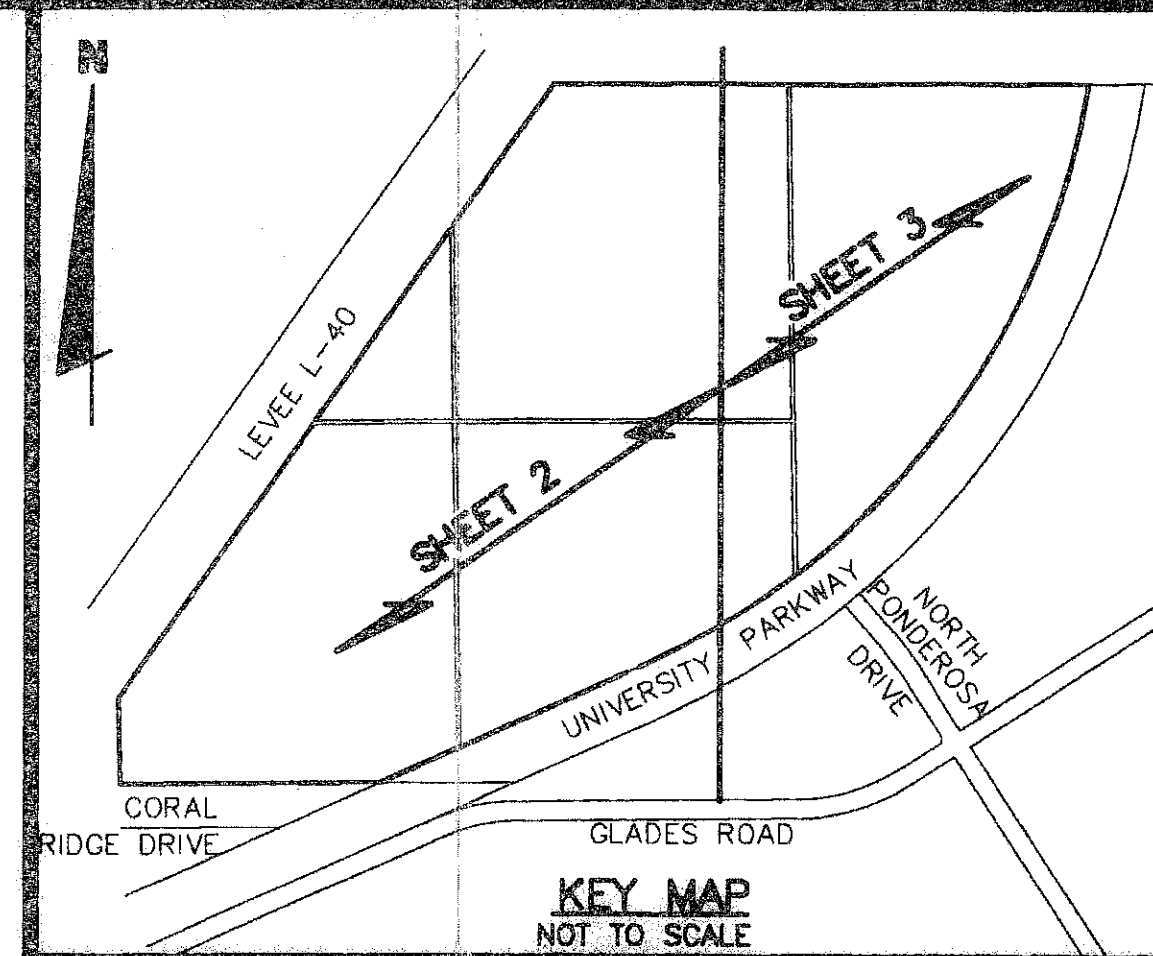 N
LEVEE L-40
SHEET 3
SHEET 2
UNIVERSITY PARKWAY
NORTH
PONDEROSA
DRIVE
CORAL
RIDGE DRIVE
GLADES ROAD
KEY MAP
NOT TO SCALE